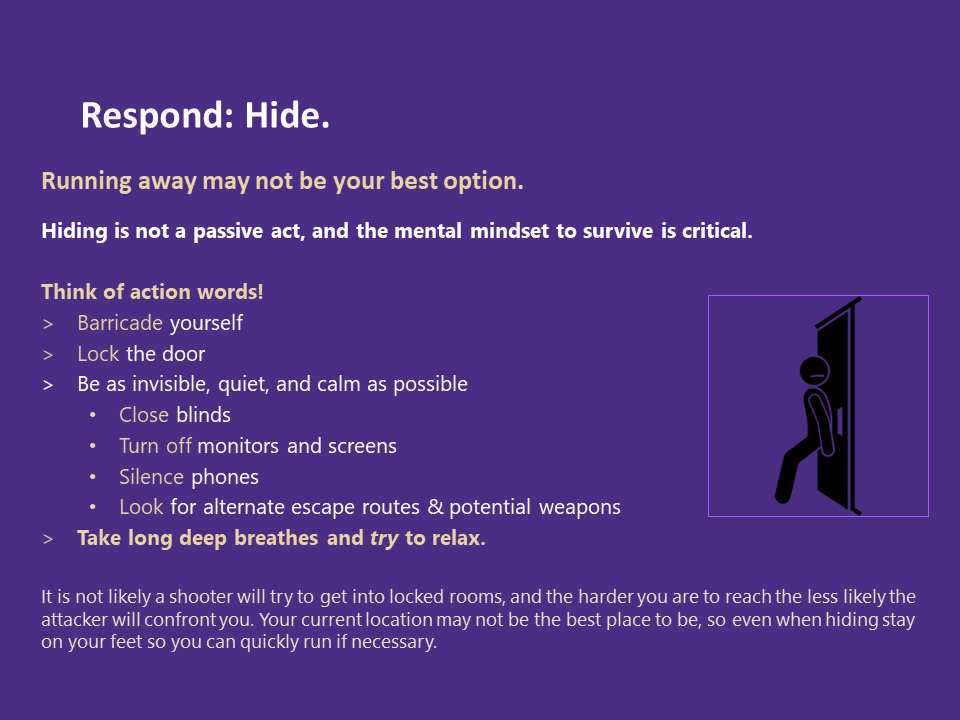 Respond: Hide.
Running away may not be your best option.
Hiding is not a passive act, and the mental mindset to survive is critical.
Think of action words!
> Barricade yourself
> Lock the door
> Be as invisible, quiet, and calm as possible
• Close blinds
• Turn off monitors and screens
• Silence phones
• Look for alternate escape routes & potential weapons
> Take long deep breathes and try to relax.
It is not likely a shooter will try to get into locked rooms, and the harder you are to reach the less likely the
attacker will confront you. Your current location may not be the best place to be, so even when hiding stay
on your feet so you can quickly run if necessary.